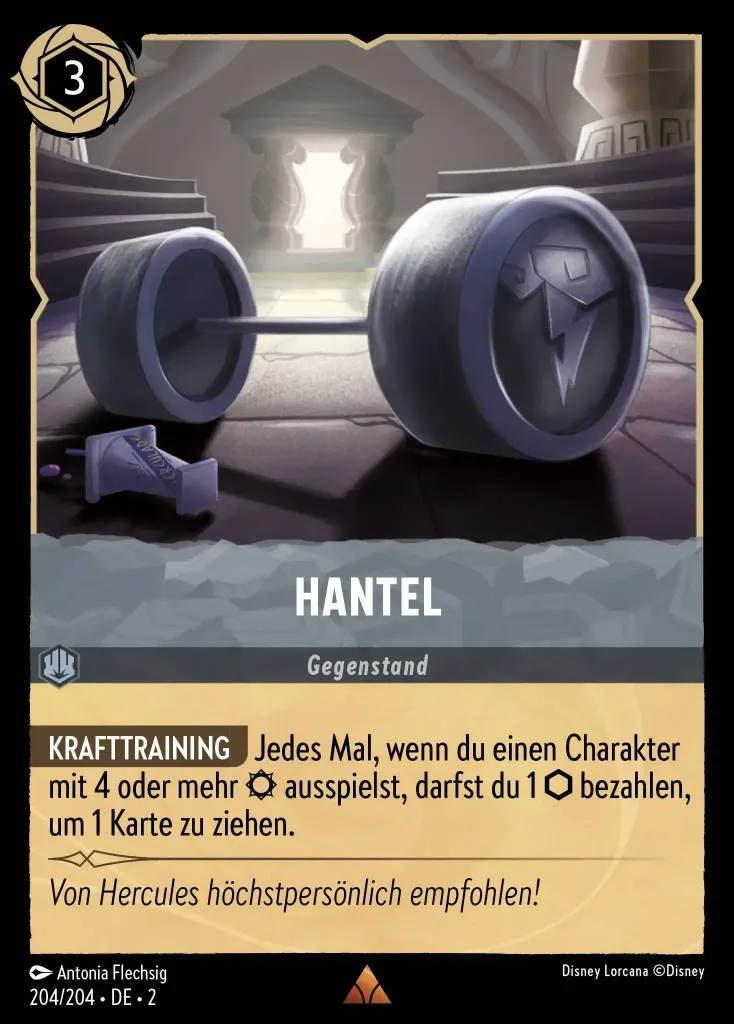 3
HANTEL
Gegenstand
KRAFTTRAINING Jedes Mal, wenn du einen Charakter
mit 4 oder mehr ausspielst, darfst du 1 bezahlen,
um 1 Karte zu ziehen.
Von Hercules höchstpersönlich empfohlen!
Antonia Flechsig
Disney Lorcana ©Disney
204/204 • DE • 2